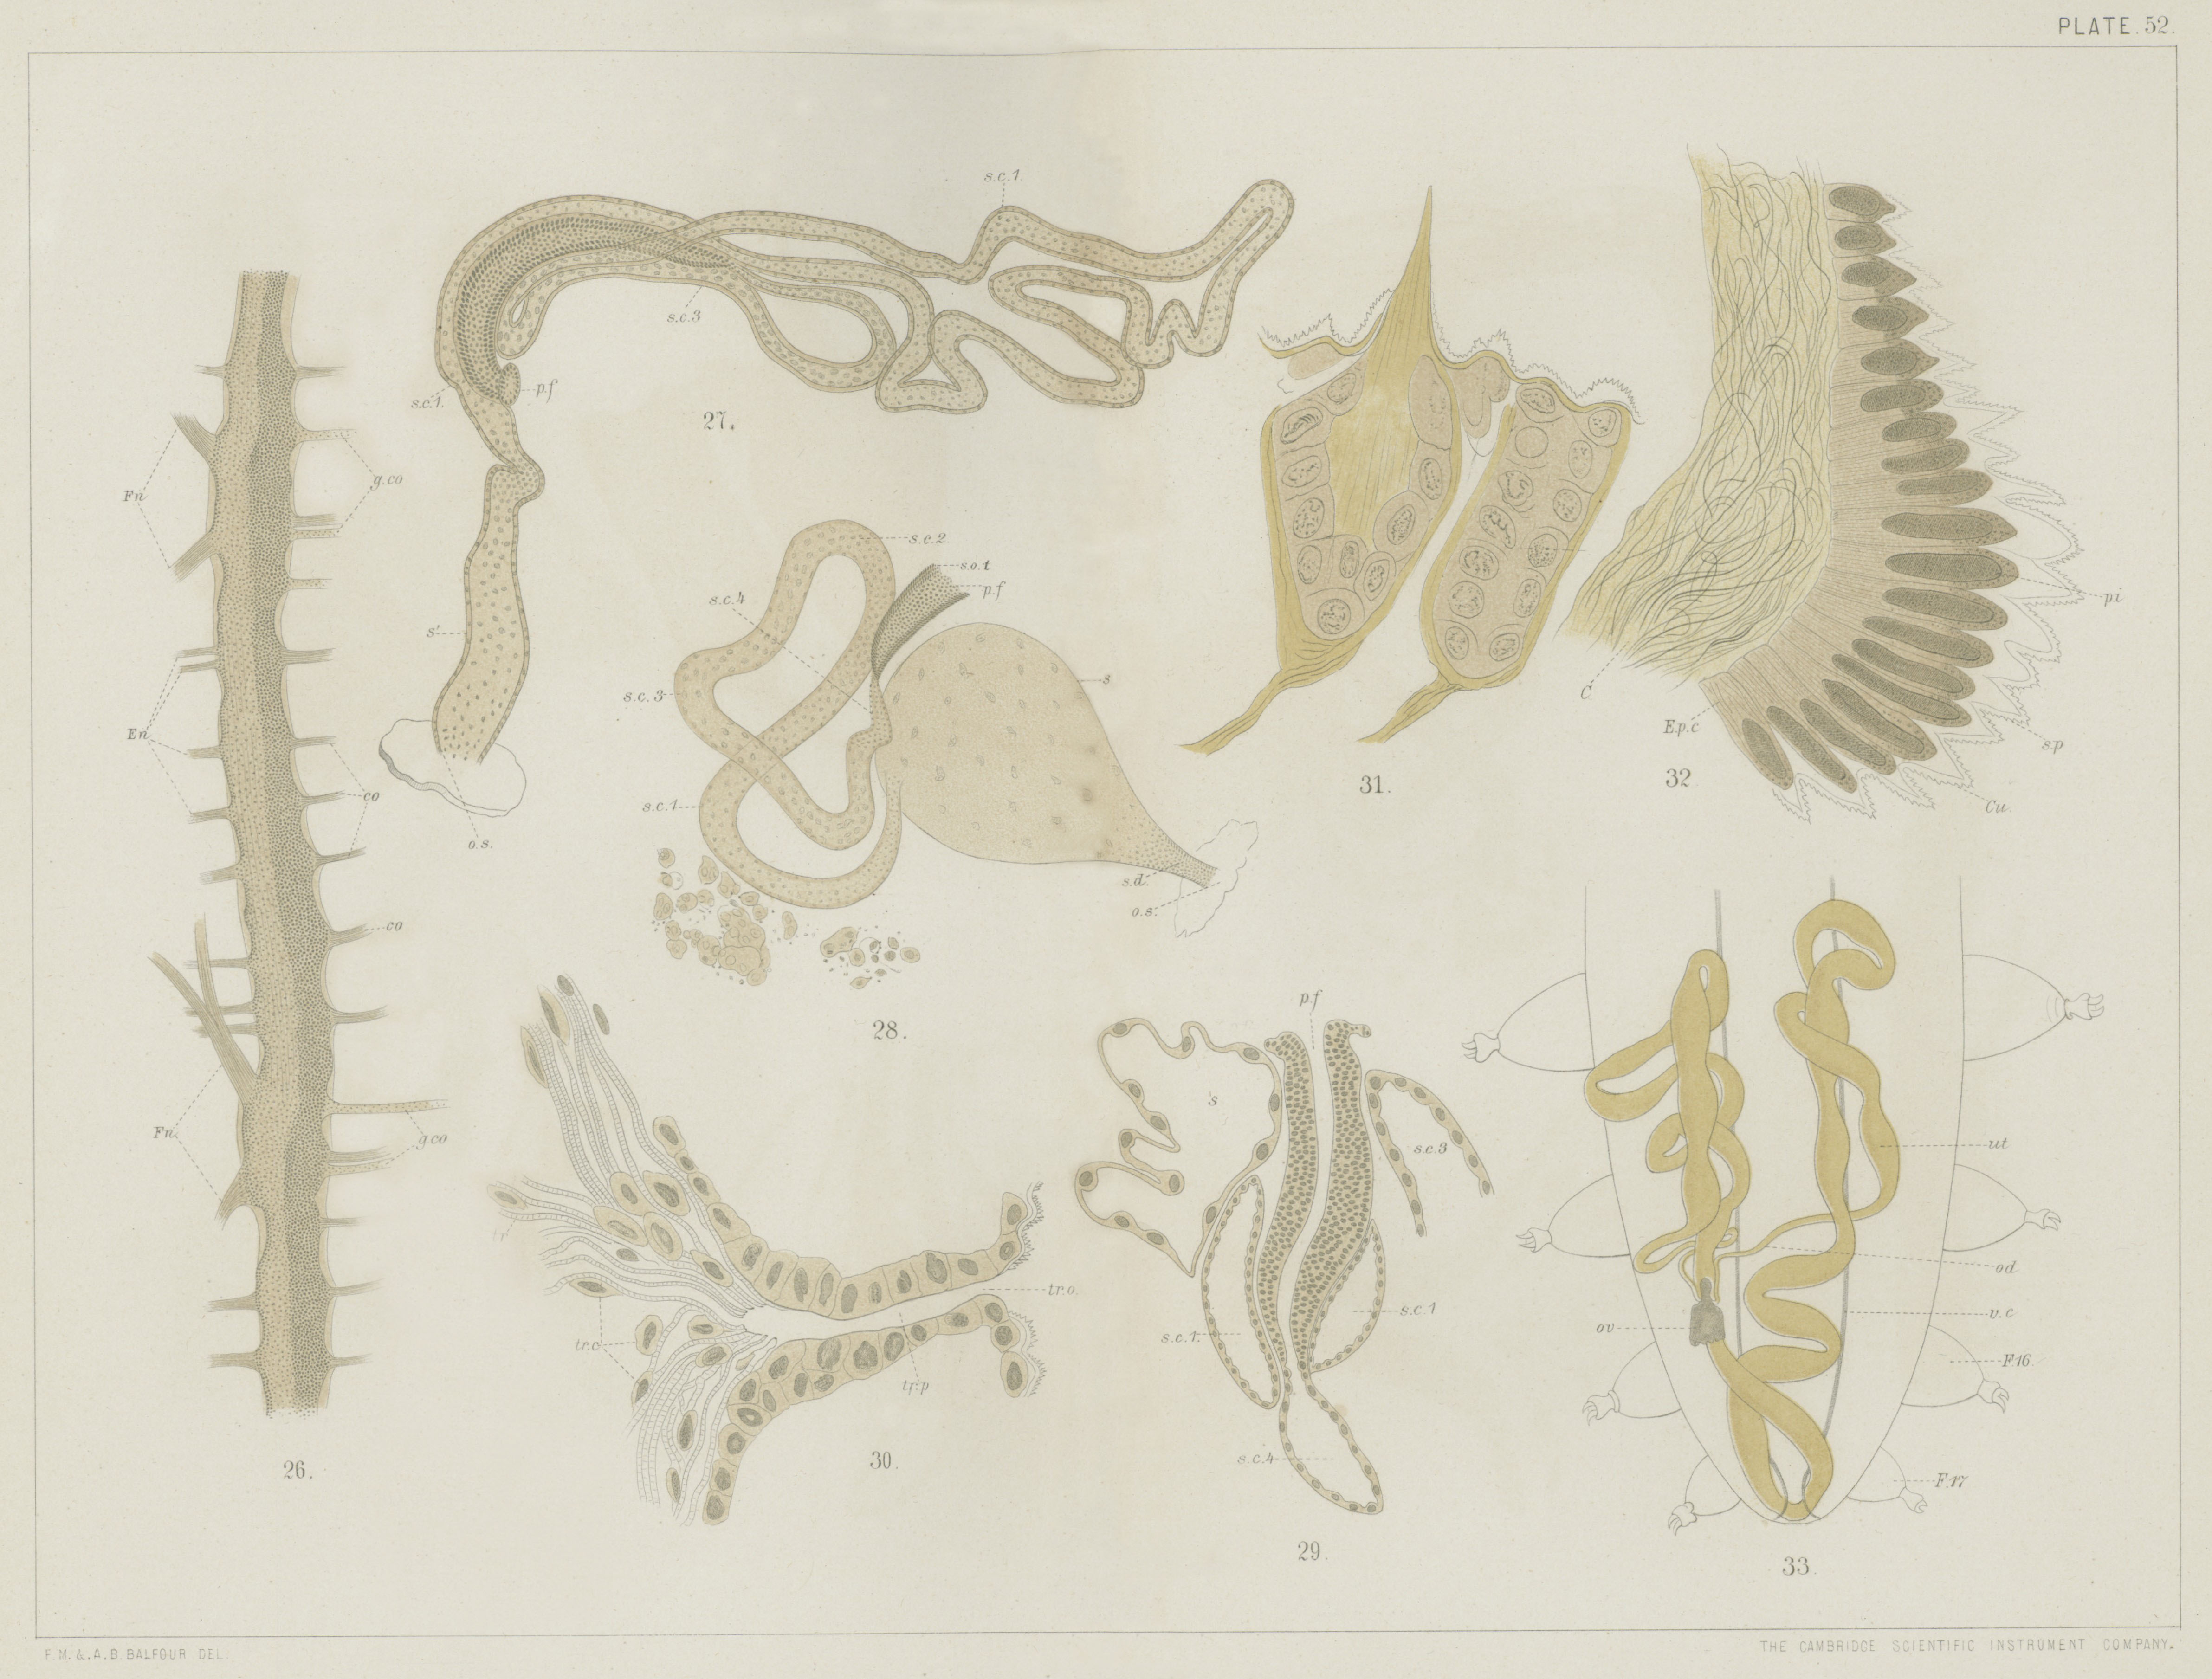 PLATE. 52.
s.c.1
s.c.3
p.f
s.c.1.
27.
Fn
g.co
s.c.2
s.o.1
p.f
s.c.4
s'
s
s.c.3
pi
C
En
E.p.c
s.p
co
s.c.1
31.
32
Cu
o.s.
s.d.
o.s.
co
28.
p.f
s
Fn
g.co
s.c.3
ut
tr
od
tr.o.
s.c.1
v.c
s.c.1.
ov
tr.c
F.16.
tr.p
s.c.4
26.
30.
F.17
29.
33.
F. M. & . A. B. BALFOUR DEL.
THE CAMBRIDGE SCIENTIFIC INSTRUMENT COMPANY.